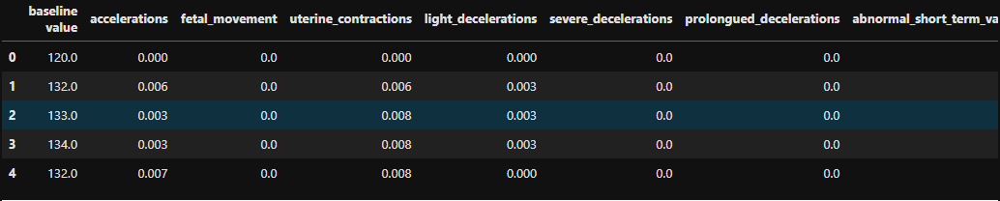 baseline value accelerations fetal_movement uterine_contractions light_decelerations severe_decelerations prolongued_decelerations abnormal_short_term_va
0 120.0 0.000 0.0 0.000 0.000 0.0 0.0
1 132.0 0.006 0.0 0.006 0.003 0.0 0.0
2 133.0 0.003 0.0 0.008 0.003 0.0 0.0
3 134.0 0.003 0.0 0.008 0.003 0.0 0.0
4 132.0 0.007 0.0 0.008 0.000 0.0 0.0